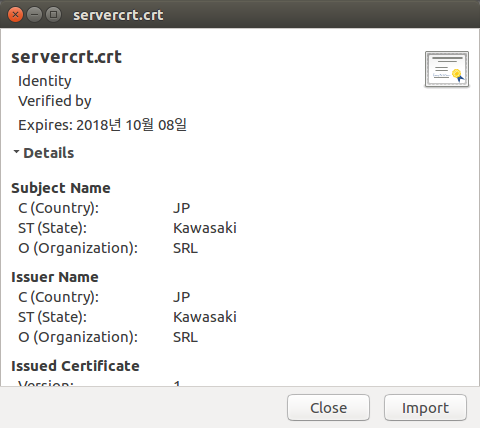 servercrt.crt
servercrt.crt
Identity
Verified by
Expires: 2018년 10월 08일
Details
Subject Name
C (Country): JP
ST (State): Kawasaki
O (Organization): SRL
Issuer Name
C (Country): JP
ST (State): Kawasaki
O (Organization): SRL
Issued Certificate
Version: 1
Close Import